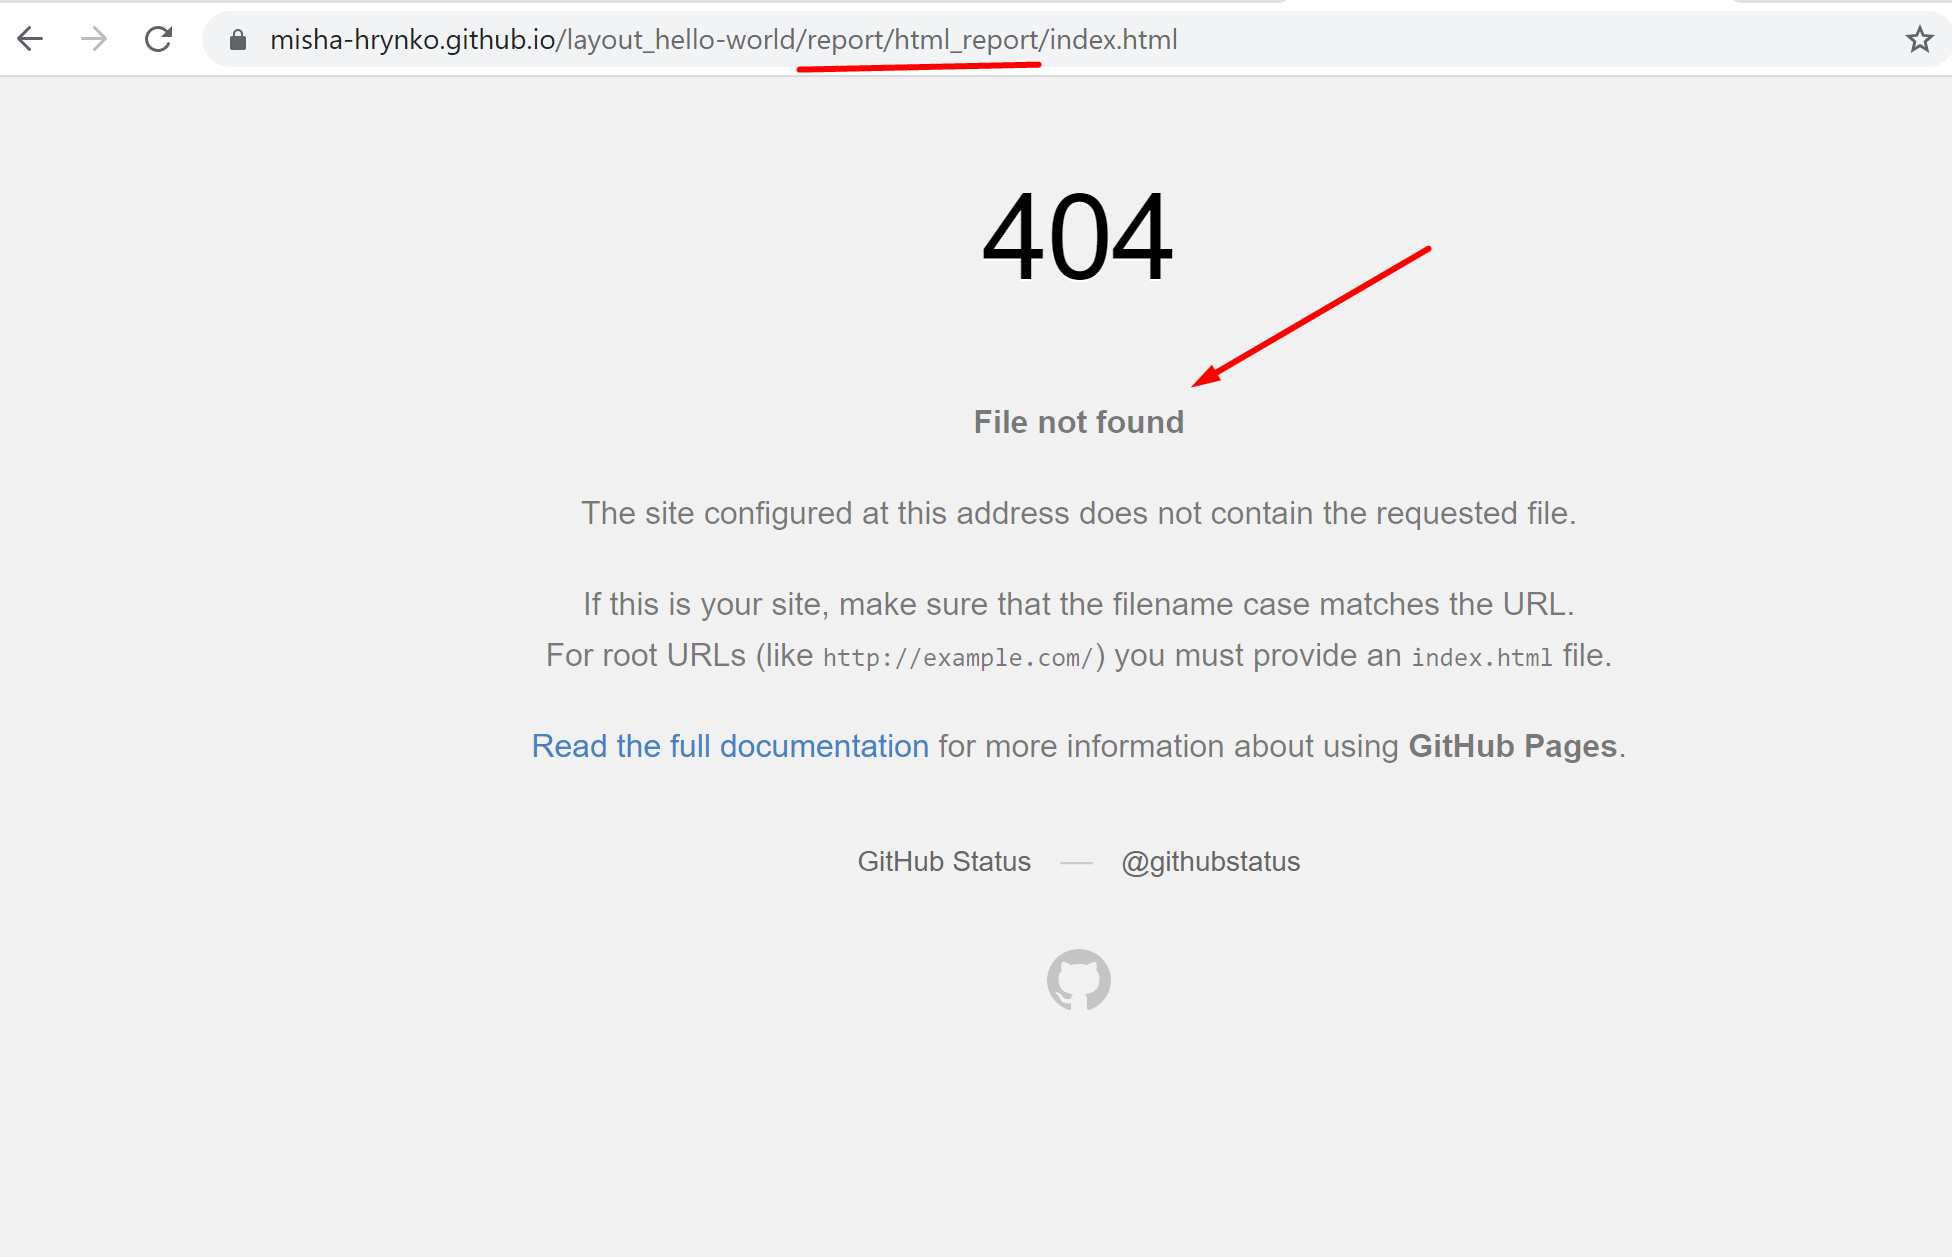 misha-hrynko.github.io/layout_hello-world/report/html_report/index.html
404
File not found
The site configured at this address does not contain the requested file.
If this is your site, make sure that the filename case matches the URL.
For root URLs (like http://example.com/) you must provide an index.html file.
Read the full documentation for more information about using GitHub Pages.
GitHub Status — @githubstatus